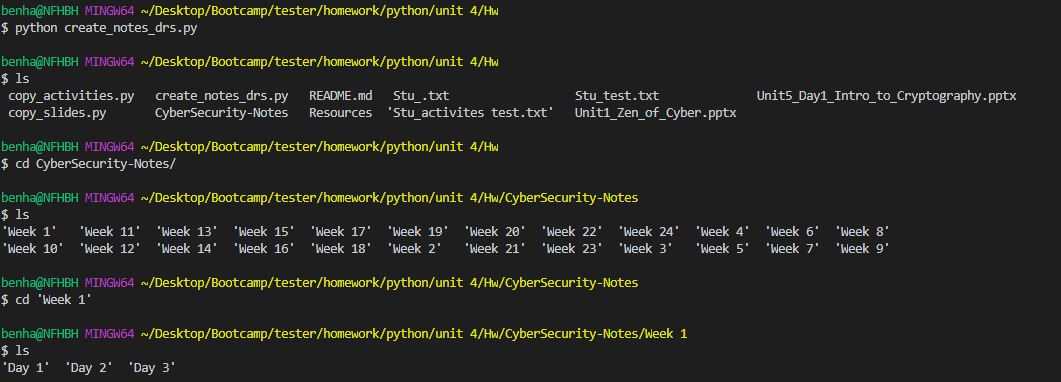 benha@NFHBH MINGW64 ~/Desktop/Bootcamp/tester/homework/python/unit 4/Hw
$ python create_notes_drs.py
benha@NFHBH MINGW64 ~/Desktop/Bootcamp/tester/homework/python/unit 4/Hw
$ ls
copy_activities.py create_notes_drs.py README.md Stu_.txt Stu_test.txt Unit5_Day1_Intro_to_Cryptography.pptx
copy_slides.py CyberSecurity-Notes Resources 'Stu_activites test.txt' Unit1_Zen_of_Cyber.pptx
benha@NFHBH MINGW64 ~/Desktop/Bootcamp/tester/homework/python/unit 4/Hw
$ cd CyberSecurity-Notes/
benha@NFHBH MINGW64 ~/Desktop/Bootcamp/tester/homework/python/unit 4/Hw/CyberSecurity-Notes
$ ls
'Week 1' 'Week 11' 'Week 13' 'Week 15' 'Week 17' 'Week 19' 'Week 20' 'Week 22' 'Week 24' 'Week 4' 'Week 6' 'Week 8'
'Week 10' 'Week 12' 'Week 14' 'Week 16' 'Week 18' 'Week 2' 'Week 21' 'Week 23' 'Week 3' 'Week 5' 'Week 7' 'Week 9'
benha@NFHBH MINGW64 ~/Desktop/Bootcamp/tester/homework/python/unit 4/Hw/CyberSecurity-Notes
$ cd 'Week 1'
benha@NFHBH MINGW64 ~/Desktop/Bootcamp/tester/homework/python/unit 4/Hw/CyberSecurity-Notes/Week 1
$ ls
'Day 1' 'Day 2' 'Day 3'